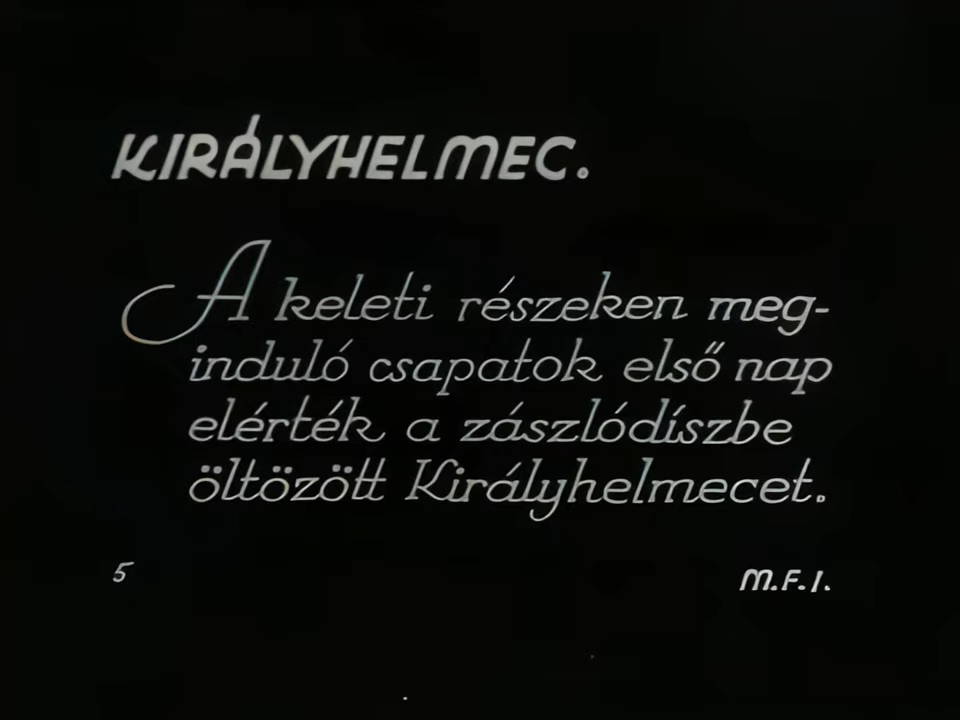 KIRÁLYHELMEC.
A keleti részeken meg-
induló csapatok első nap
elérték a zászlódíszbe
öltözött Királyhelmecet.
5
M.F.I.